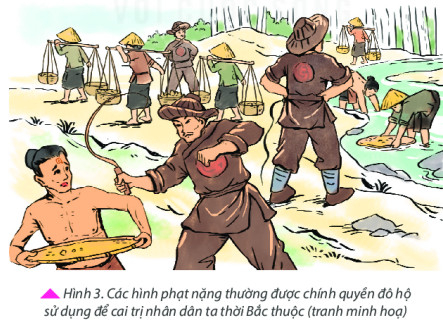 Hình 3. Các hình phạt nặng thường được chính quyền đô hộ
sử dụng để cai trị nhân dân ta thời Bắc thuộc (tranh minh hoạ)